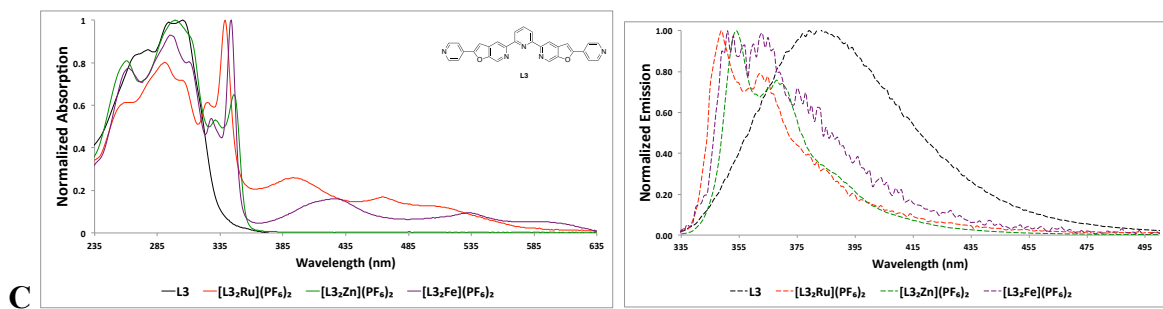 C
Normalized Absorption
1
0.8
0.6
0.4
0.2
0
235 285 335 385 435 485 535 585 635
Wavelength (nm)
N
O
N
N
N
O
N
L3
L3 [L3₂Ru](PF₆)₂ [L3₂Zn](PF₆)₂ [L3₂Fe](PF₆)₂
Normalized Emission
1.00
0.80
0.60
0.40
0.20
0.00
335 355 375 395 415 435 455 475 495
Wavelength (nm)
L3 [L3₂Ru](PF₆)₂ [L3₂Zn](PF₆)₂ [L3₂Fe](PF₆)₂